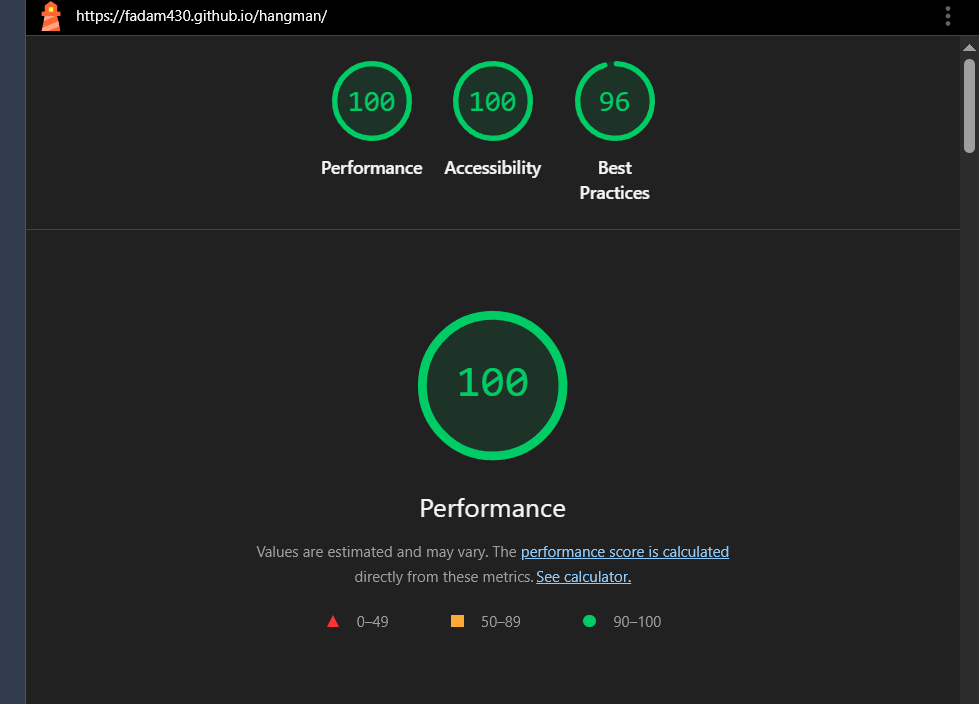 https://fadam430.github.io/hangman/
100
100
96
Performance
Accessibility
Best
Practices
100
Performance
Values are estimated and may vary. The performance score is calculated
directly from these metrics. See calculator.
0–49
50–89
90–100